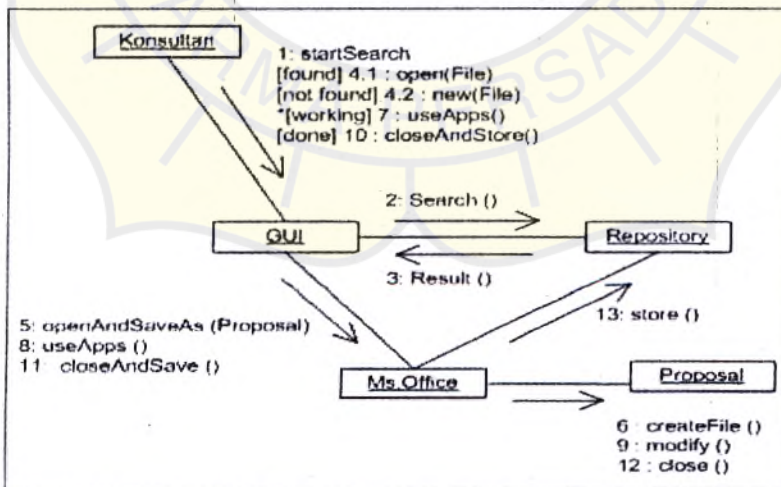 Konsultan
1: startSearch
[found] 4.1 : open(File)
[not found] 4.2 : new(File)
*[working] 7 : useApps()
[done] 10 : closeAndStore()
2: Search ()
GUI
Repository
3: Result ()
5: openAndSaveAs (Proposal)
8: useApps ()
11: closeAndSave ()
13: store ()
Ms.Office
Proposal
6 : createFile ()
9 : modify ()
12 : close ()